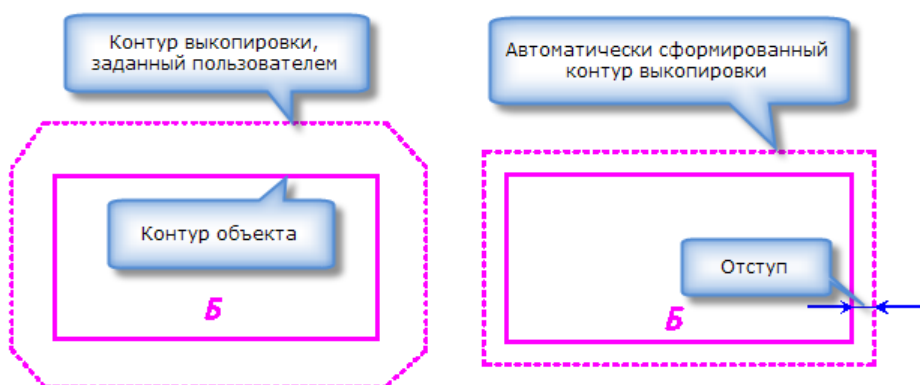 Контур выкопировки,
заданный пользователем
Контур объекта
Б
Автоматически сформированный
контур выкопировки
Отступ
Б